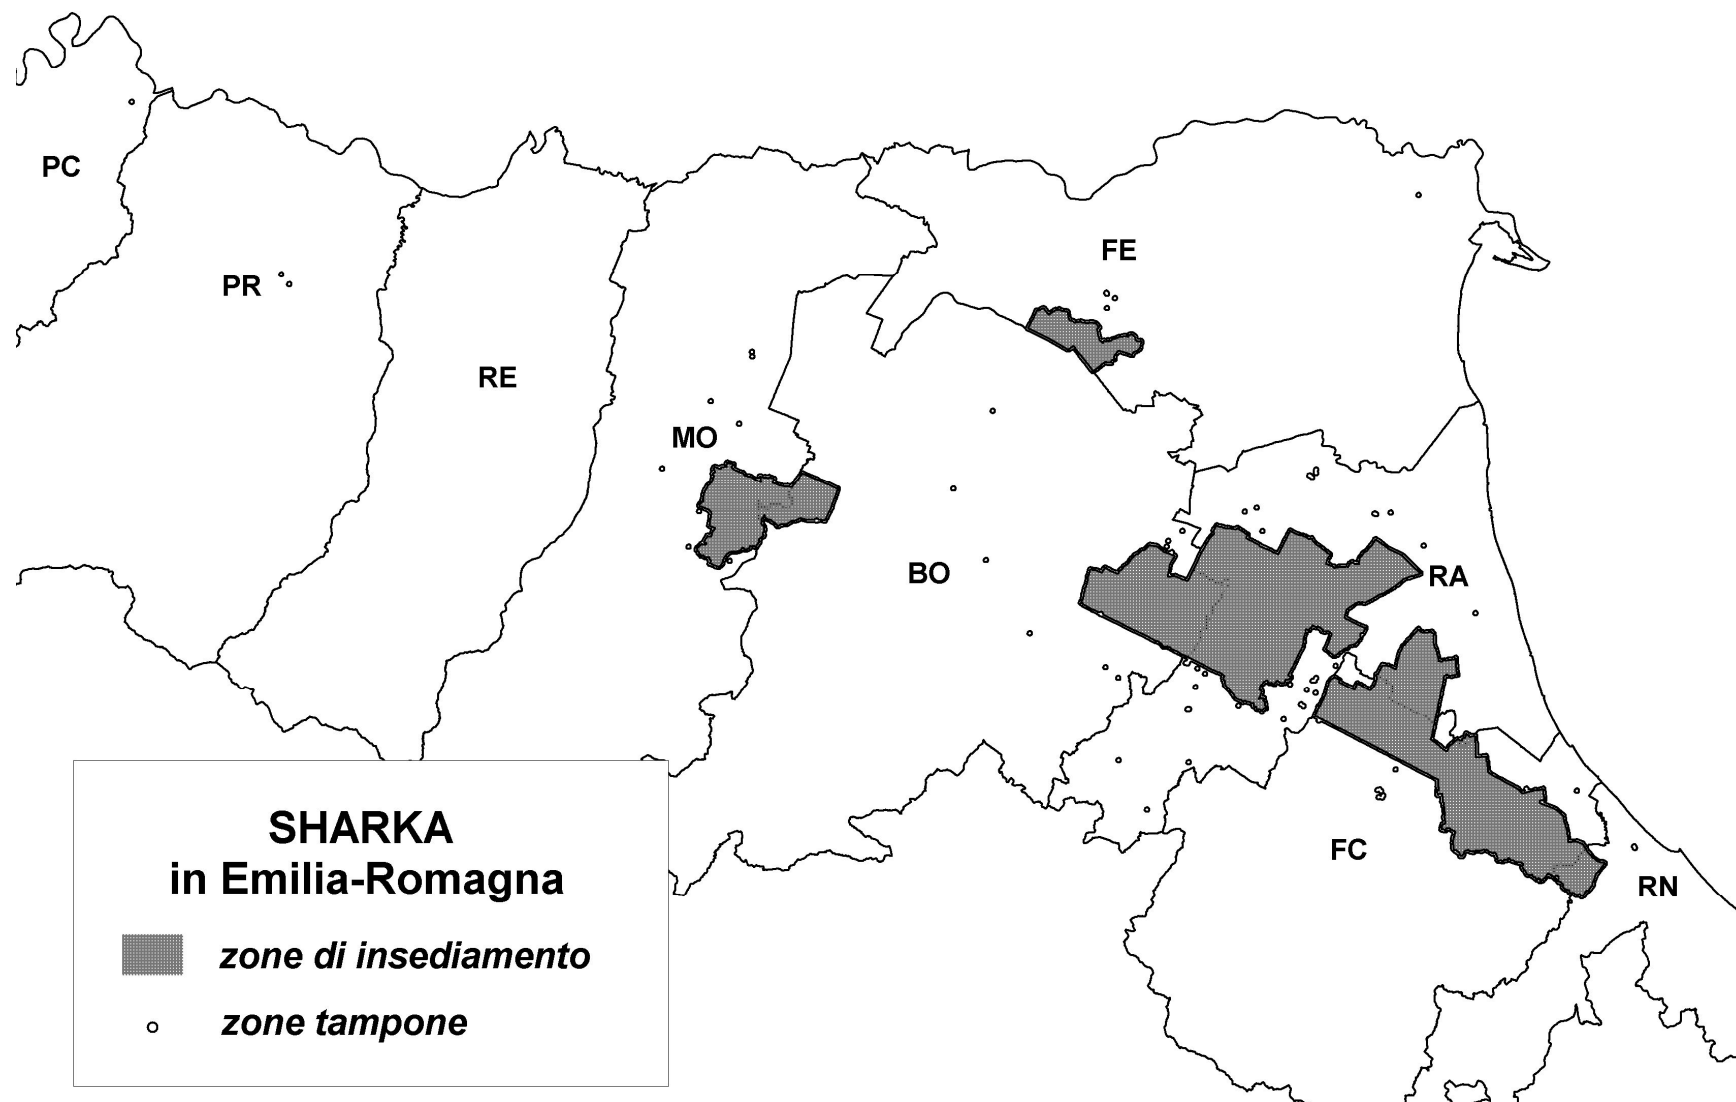 PC
PR
RE
MO
FE
BO
RA
FC
RN
SHARKA
in Emilia-Romagna
zone di insediamento
zone tampone